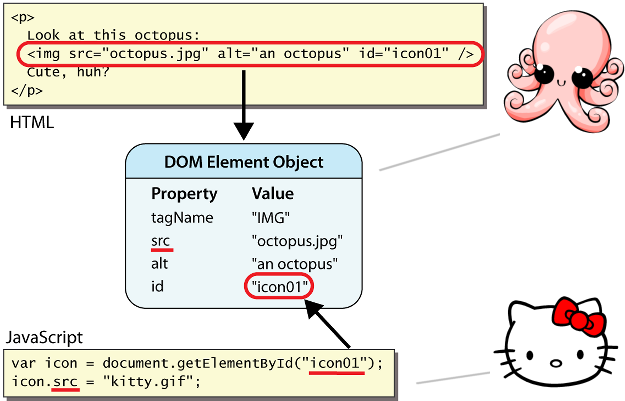 <p>
Look at this octopus:
<img src="octopus.jpg" alt="an octopus" id="icon01" />
Cute, huh?
</p>
HTML
DOM Element Object
Property Value
tagName "IMG"
src "octopus.jpg"
alt "an octopus"
id "icon01"
JavaScript
var icon = document.getElementById("icon01");
icon.src = "kitty.gif";